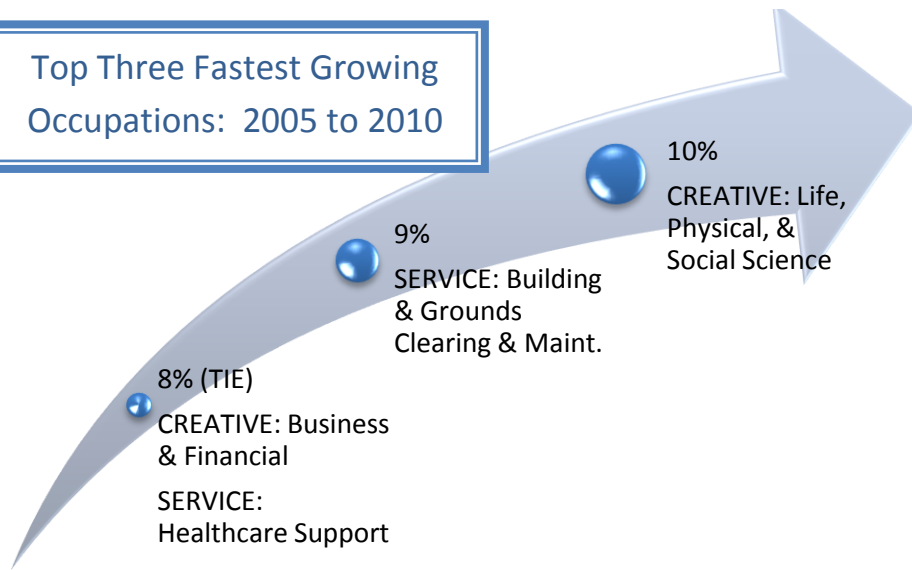 Top Three Fastest Growing
Occupations: 2005 to 2010
10%
CREATIVE: Life,
Physical, &
Social Science
9%
SERVICE: Building
& Grounds
Clearing & Maint.
8% (TIE)
CREATIVE: Business
& Financial
SERVICE:
Healthcare Support